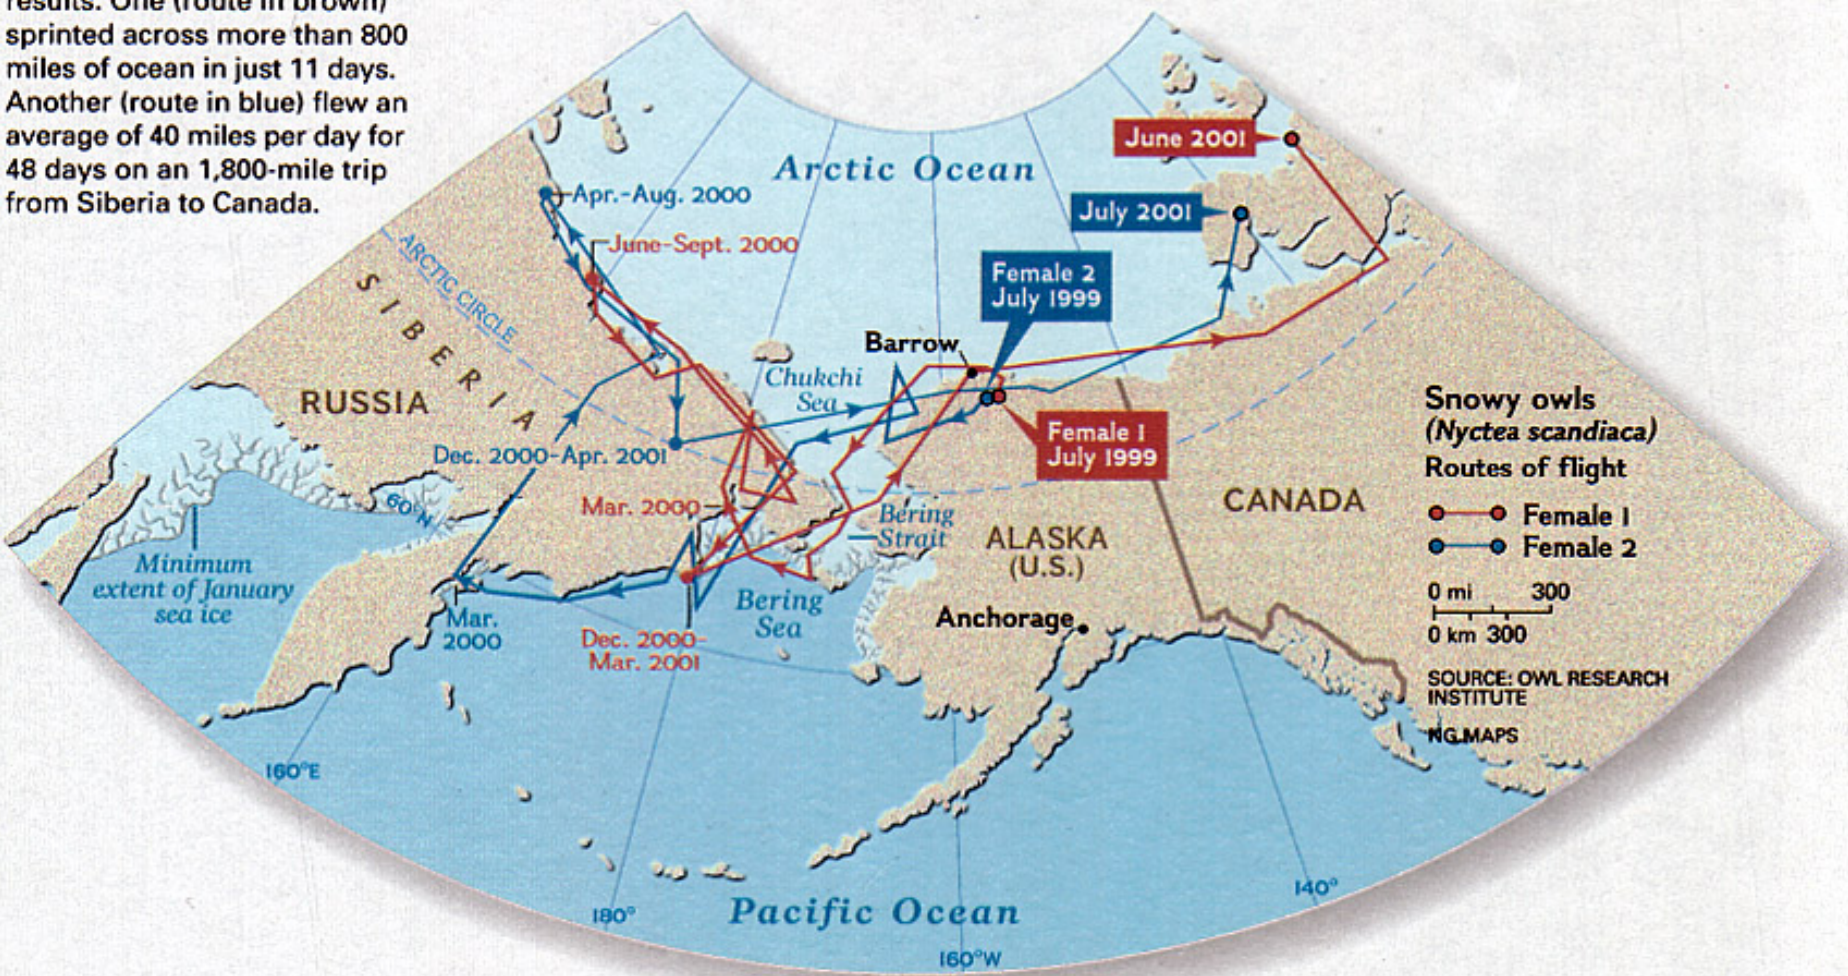 results. One (route in brown)
sprinted across more than 800
miles of ocean in just 11 days.
Another (route in blue) flew an
average of 40 miles per day for
48 days on an 1,800-mile trip
from Siberia to Canada.
Arctic Ocean
June 2001
July 2001
Apr.-Aug. 2000
June-Sept. 2000
ARCTIC CIRCLE
SIBERIA
RUSSIA
Female 2
July 1999
Barrow
Chukchi
Sea
Female 1
July 1999
Dec. 2000-Apr. 2001
Mar. 2000
60°N
Bering
Strait
ALASKA
(U.S.)
CANADA
Minimum
extent of January
sea ice
Mar.
2000
Dec. 2000-
Mar. 2001
Bering
Sea
Anchorage
Snowy owls
(Nyctea scandiaca)
Routes of flight
Female 1
Female 2
0 mi 300
0 km 300
SOURCE: OWL RESEARCH
INSTITUTE
NG MAPS
160°E
180°
Pacific Ocean
160°W
140°